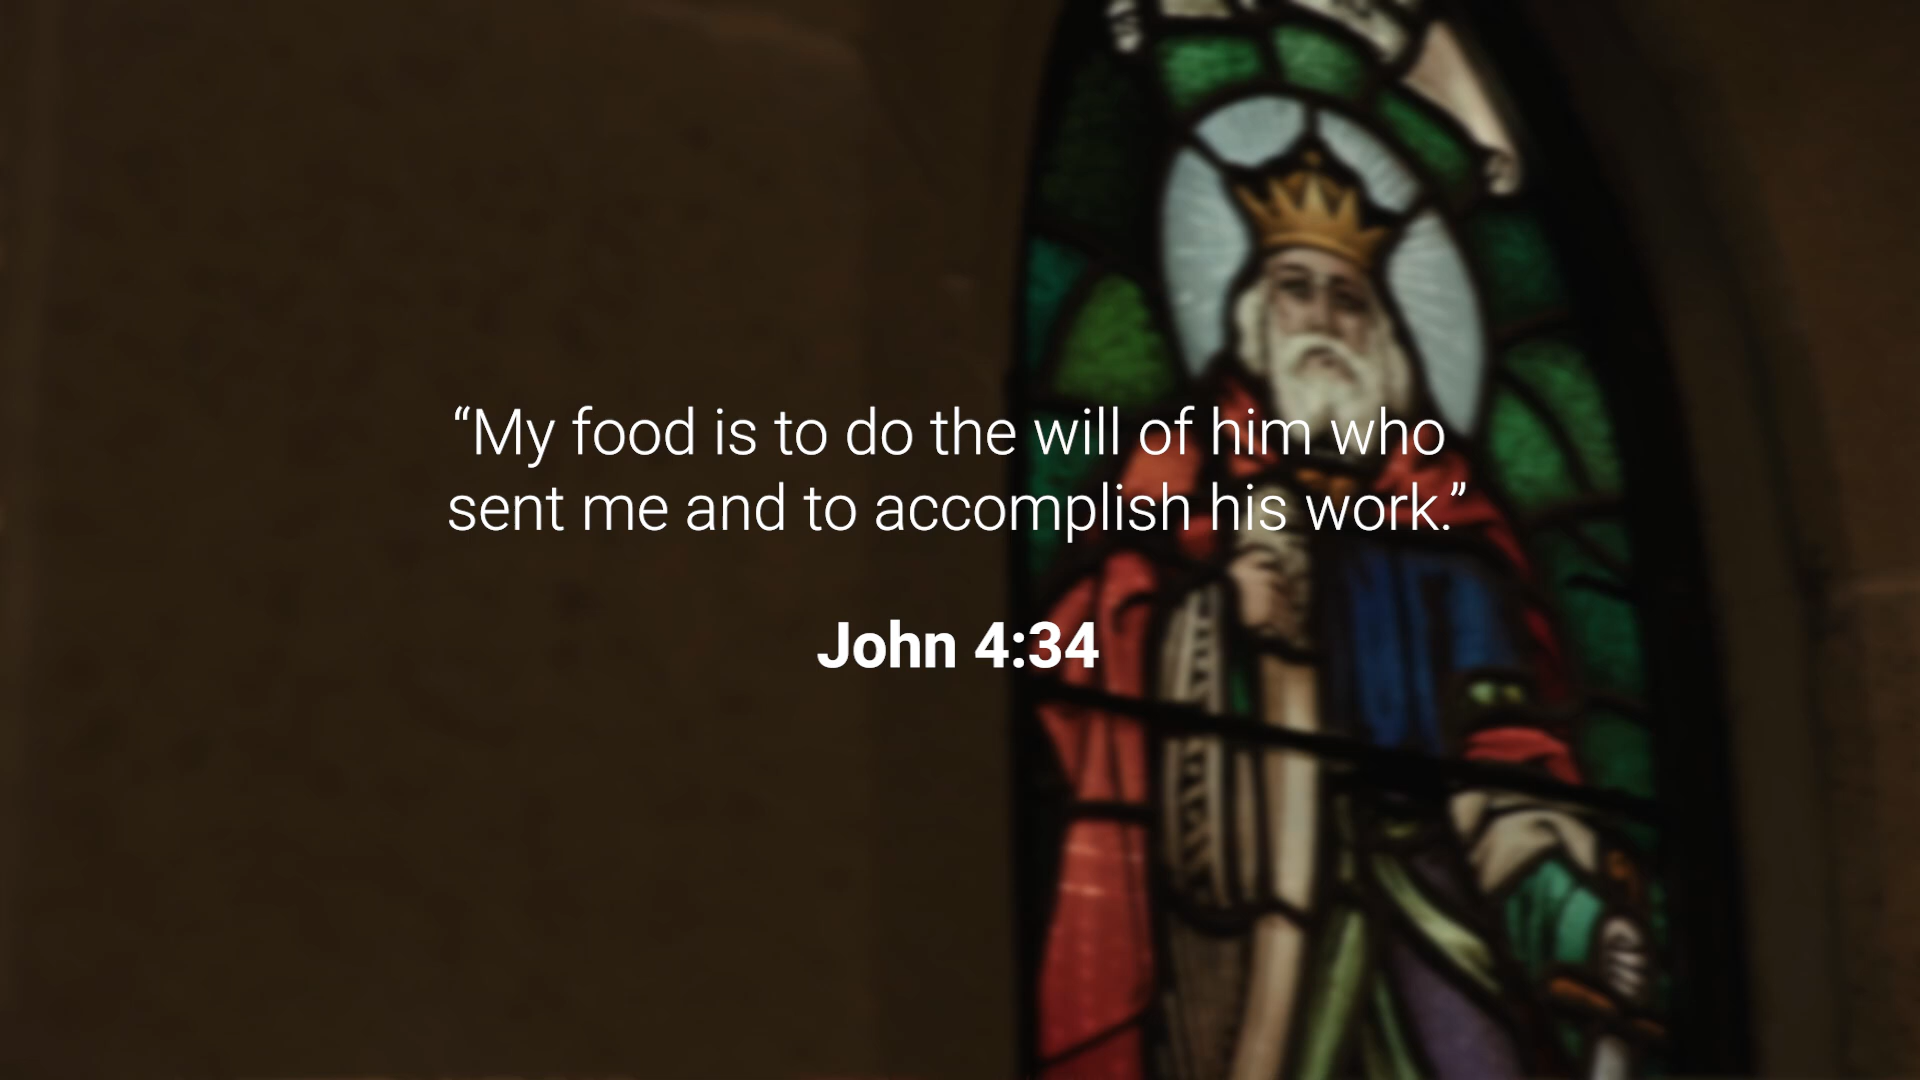 “My food is to do the will of him who
sent me and to accomplish his work.”
John 4:34